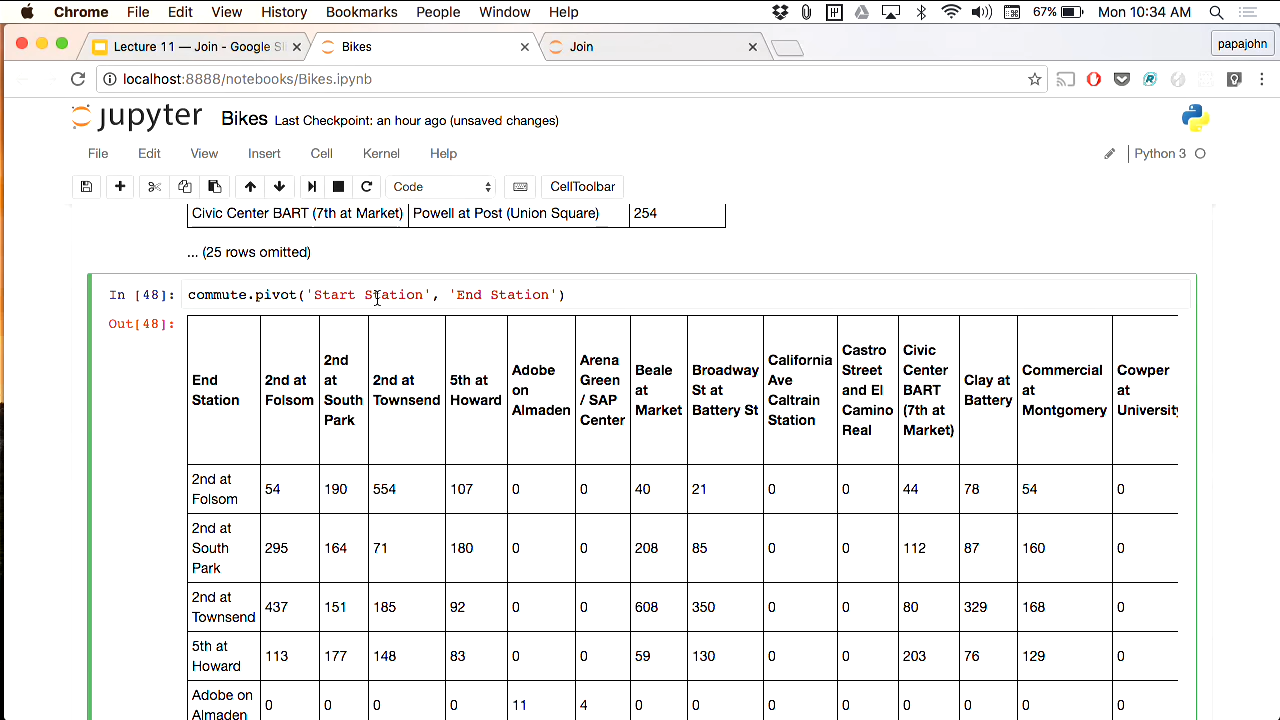 Chrome File Edit View History Bookmarks People Window Help 67% Mon 10:34 AM
Lecture 11 — Join - Google Sli Bikes Join papajohn
localhost:8888/notebooks/Bikes.ipynb
jupyter Bikes Last Checkpoint: an hour ago (unsaved changes)
File Edit View Insert Cell Kernel Help Python 3
Code CellToolbar
Civic Center BART (7th at Market) Powell at Post (Union Square) 254
... (25 rows omitted)
In [48]: commute.pivot('Start Station', 'End Station')
Out[48]:
End Station 2nd at Folsom 2nd at South Park 2nd at Townsend 5th at Howard Adobe on Almaden Arena Green / SAP Center Beale at Market Broadway St at Battery St California Ave Caltrain Station Castro Street and El Camino Real Civic Center BART (7th at Market) Clay at Battery Commercial at Montgomery Cowper at University
2nd at Folsom 54 190 554 107 0 0 40 21 0 0 44 78 54 0
2nd at South Park 295 164 71 180 0 0 208 85 0 0 112 87 160 0
2nd at Townsend 437 151 185 92 0 0 608 350 0 0 80 329 168 0
5th at Howard 113 177 148 83 0 0 59 130 0 0 203 76 129 0
Adobe on Almaden 0 0 0 0 11 4 0 0 0 0 0 0 0 0